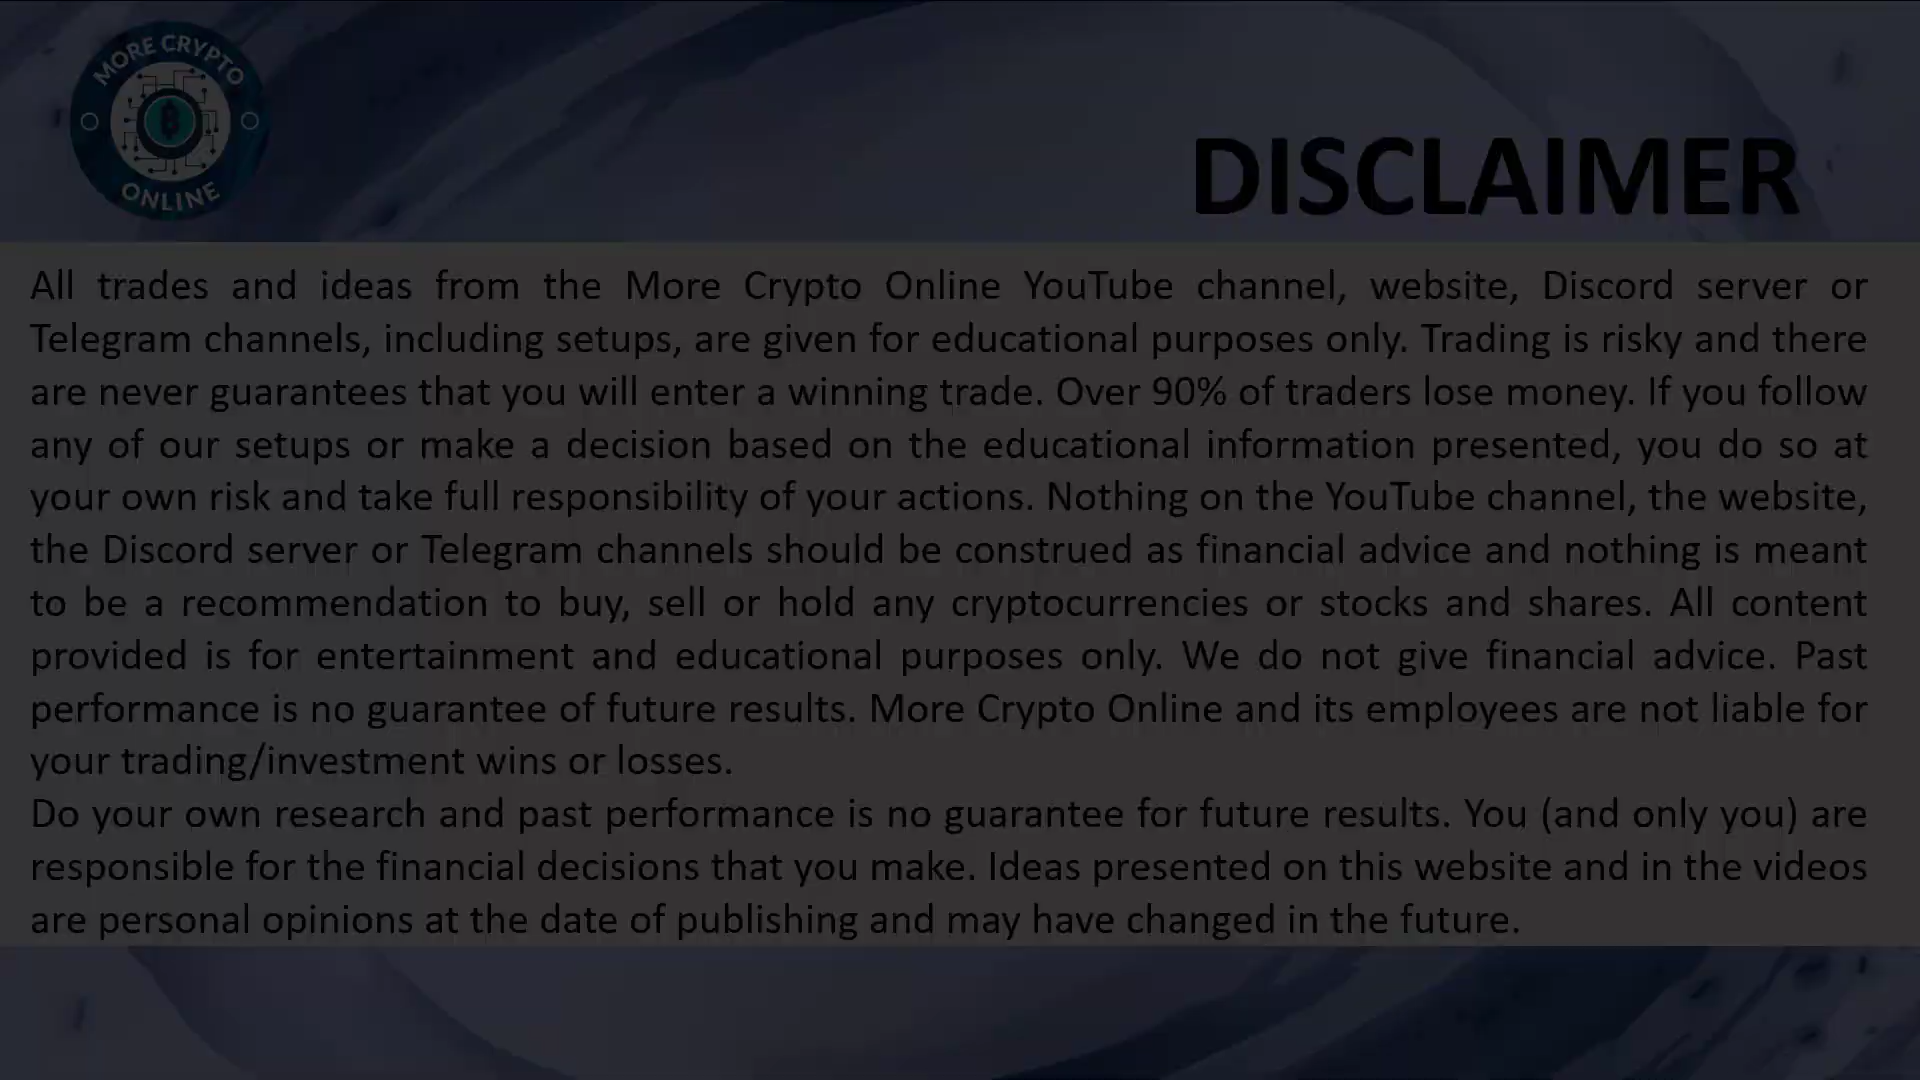 MORE CRYPTO
ONLINE
DISCLAIMER
All trades and ideas from the More Crypto Online YouTube channel, website, Discord server or
Telegram channels, including setups, are given for educational purposes only. Trading is risky and there
are never guarantees that you will enter a winning trade. Over 90% of traders lose money. If you follow
any of our setups or make a decision based on the educational information presented, you do so at
your own risk and take full responsibility of your actions. Nothing on the YouTube channel, the website,
the Discord server or Telegram channels should be construed as financial advice and nothing is meant
to be a recommendation to buy, sell or hold any cryptocurrencies or stocks and shares. All content
provided is for entertainment and educational purposes only. We do not give financial advice. Past
performance is no guarantee of future results. More Crypto Online and its employees are not liable for
your trading/investment wins or losses.
Do your own research and past performance is no guarantee for future results. You (and only you) are
responsible for the financial decisions that you make. Ideas presented on this website and in the videos
are personal opinions at the date of publishing and may have changed in the future.